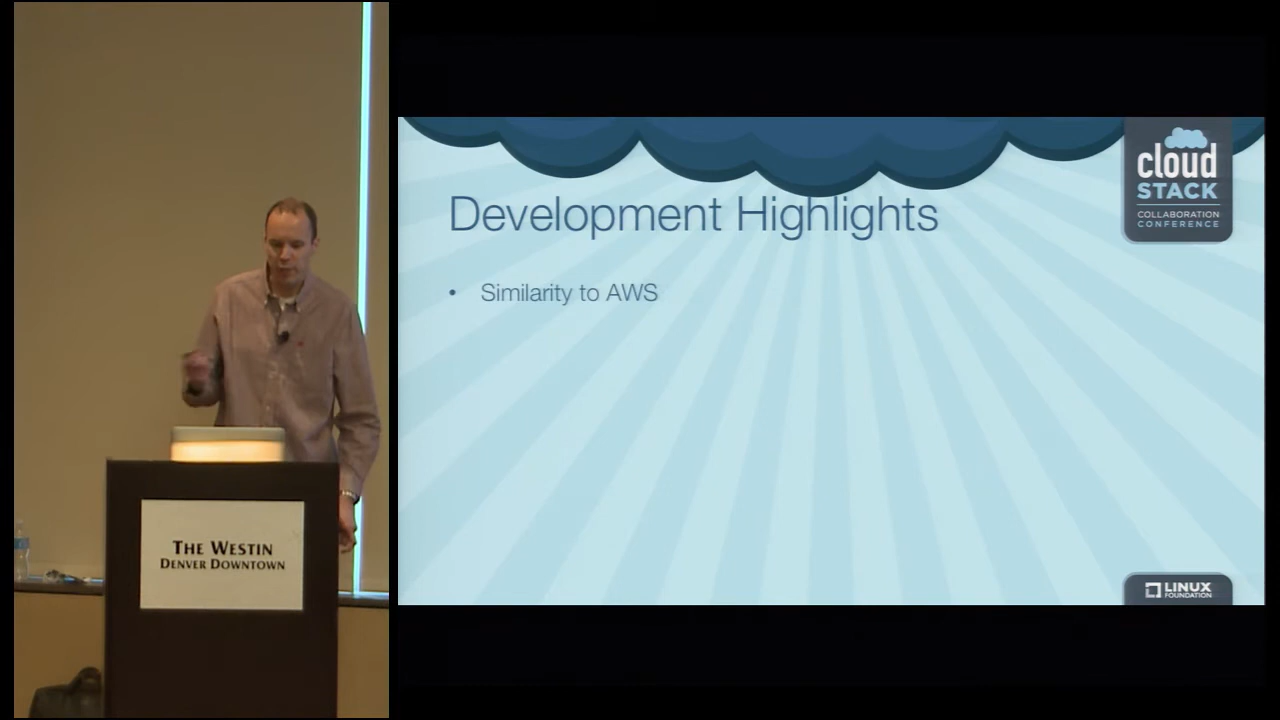 THE WESTIN
DENVER DOWNTOWN
cloud
STACK
COLLABORATION
CONFERENCE
Development Highlights
• Similarity to AWS
LINUX
FOUNDATION